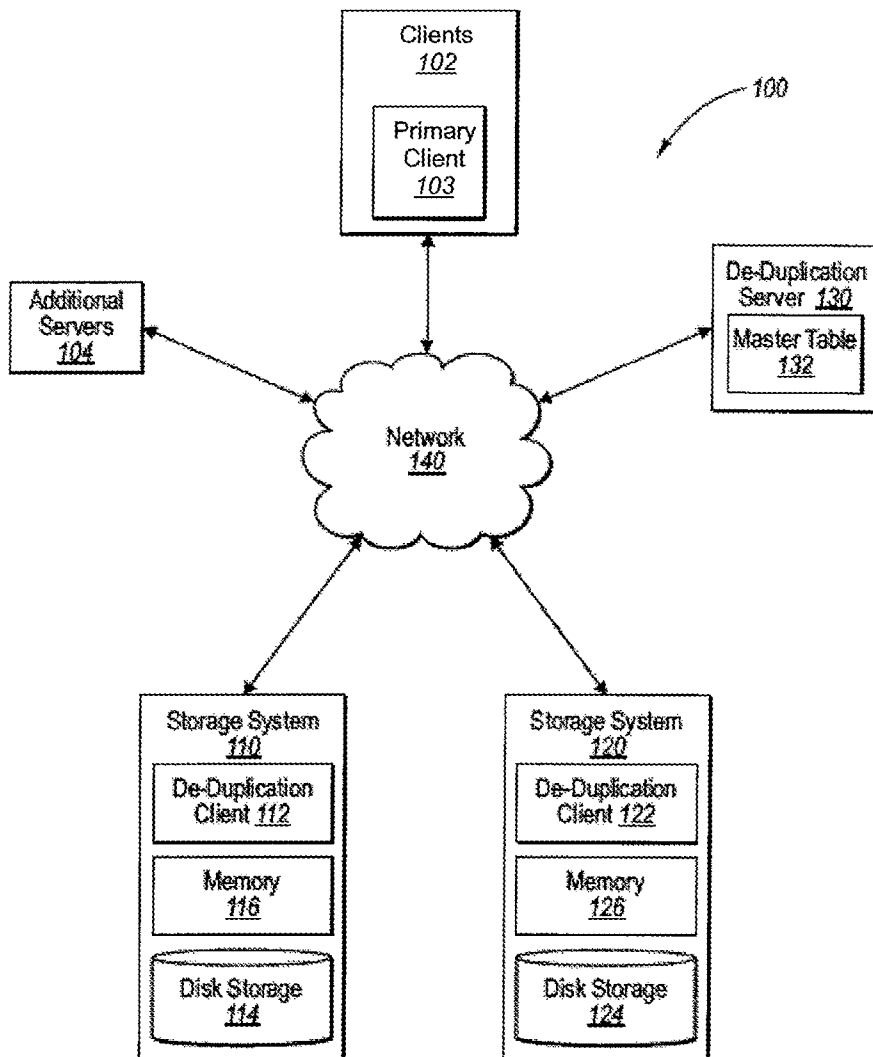 Clients
102
Primary
Client
103
100
Additional
Servers
104
De-Duplication
Server 130
Master Table
132
Network
140
Storage System
110
De-Duplication
Client 112
Memory
116
Disk Storage
114
Storage System
120
De-Duplication
Client 122
Memory
126
Disk Storage
124